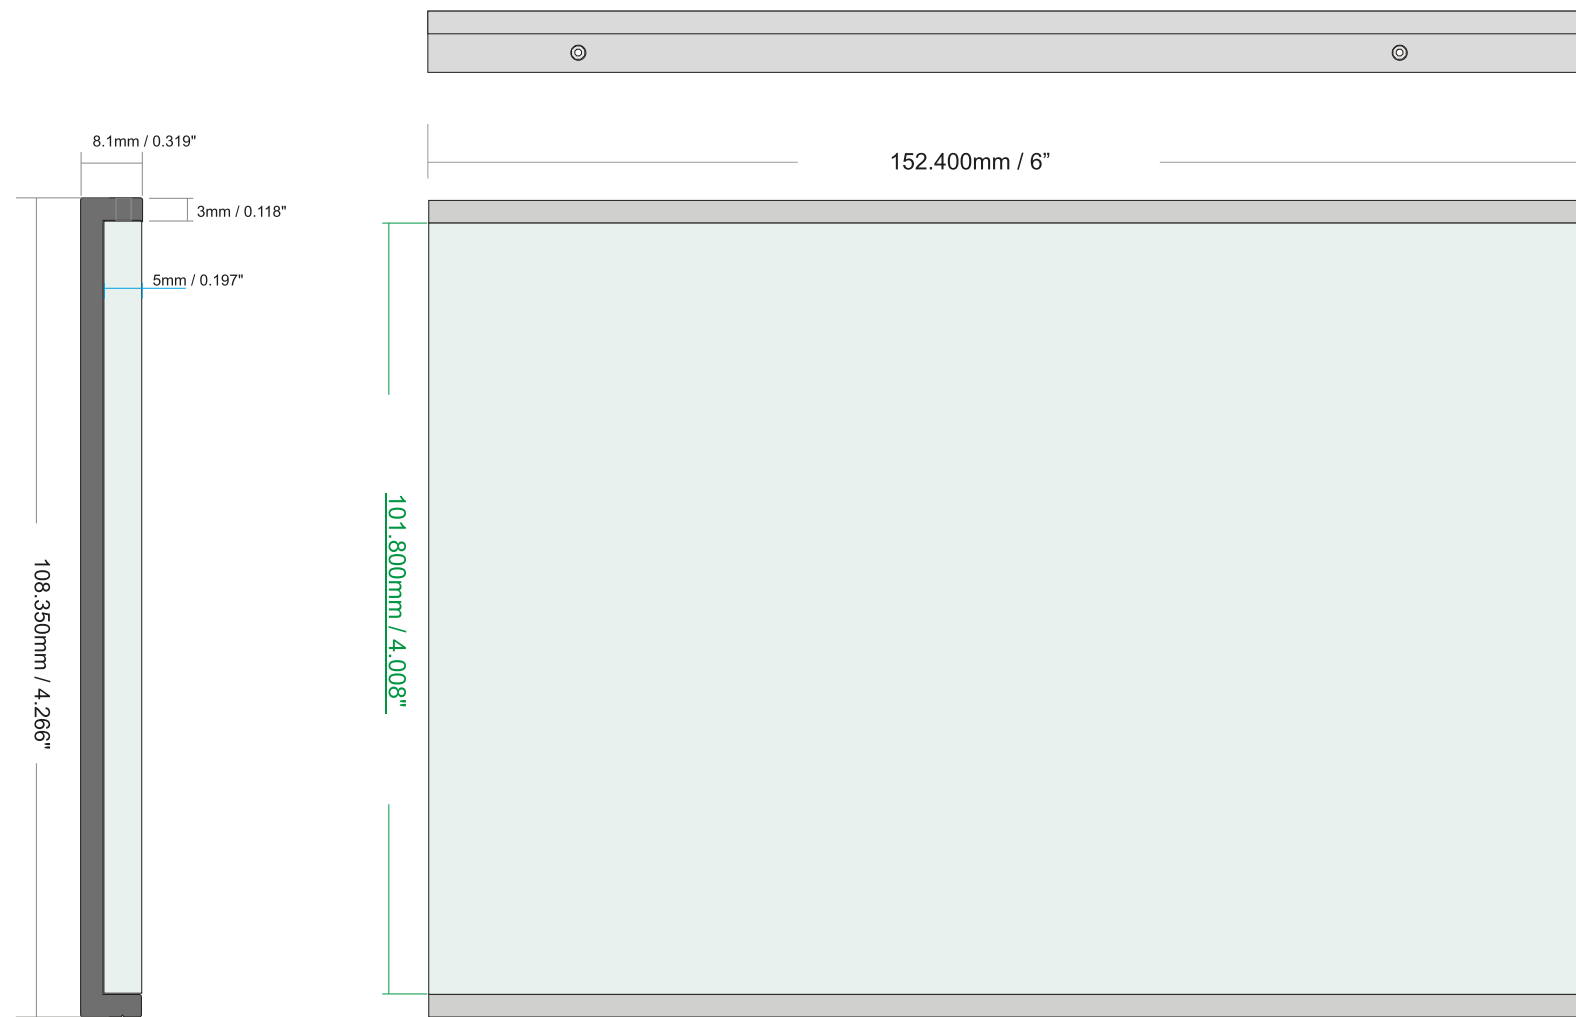 8.1mm / 0.319"
152.400mm / 6”
3mm / 0.118"
5mm / 0.197"
101.800mm / 4.008"
108.350mm / 4.266"